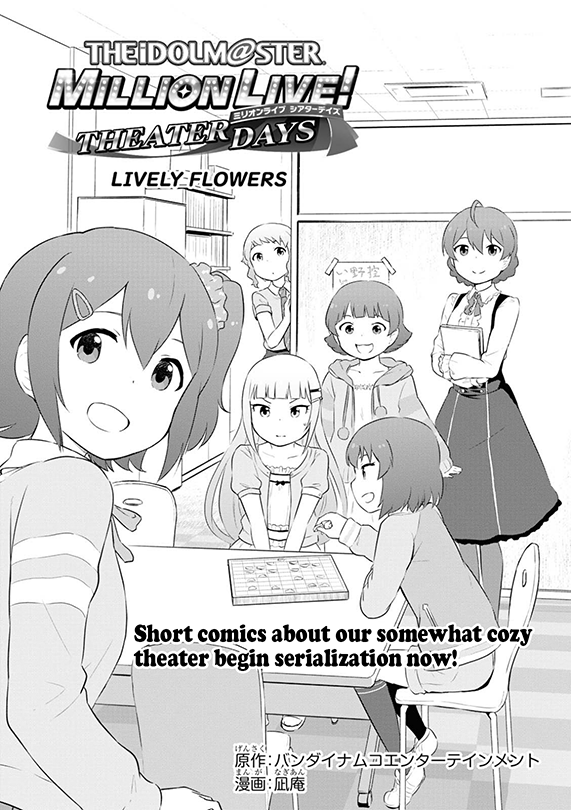 THE iDOLM@STER
MILLION LIVE!
ミリオンライブ シアターデイズ
THEATER DAYS
LIVELY FLOWERS
Short comics about our somewhat cozy
theater begin serialization now!
げんさく
原作:バンダイナムコエンターテインメント
まんが なぎあん
漫画:凪庵